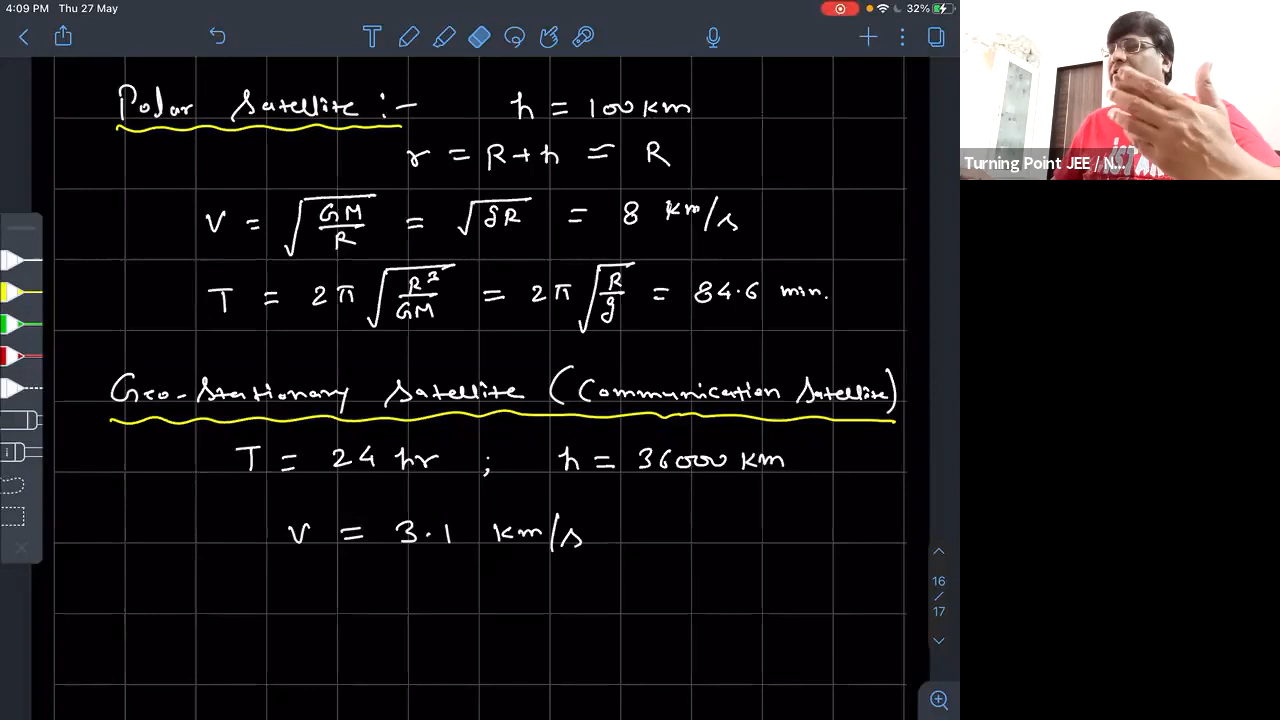 4:09 PM Thu 27 May
32%
Polar Satellite :-   h = 100 km
r = R + h ≈ R
V = √(GM/R) = √gR = 8 km/s
T = 2π √(R³/GM) = 2π √(R/g) = 84.6 min.
Geo-Stationary Satellite (Communication Satellite)
T = 24 hr ; h = 36000 km
v = 3.1 km/s
16
/
17
Turning Point JEE / N...